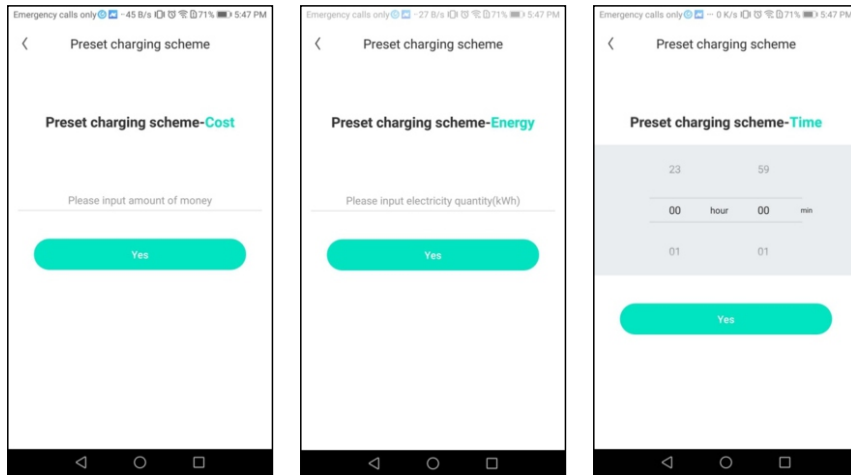 Emergency calls only 45 B/s 71% 5:47 PM
Preset charging scheme
Preset charging scheme-Cost
Please input amount of money
Yes
Emergency calls only 27 B/s 71% 5:47 PM
Preset charging scheme
Preset charging scheme-Energy
Please input electricity quantity(kWh)
Yes
Emergency calls only ... 0 K/s 71% 5:47 PM
Preset charging scheme
Preset charging scheme-Time
23 59
00 hour 00 min
01 01
Yes